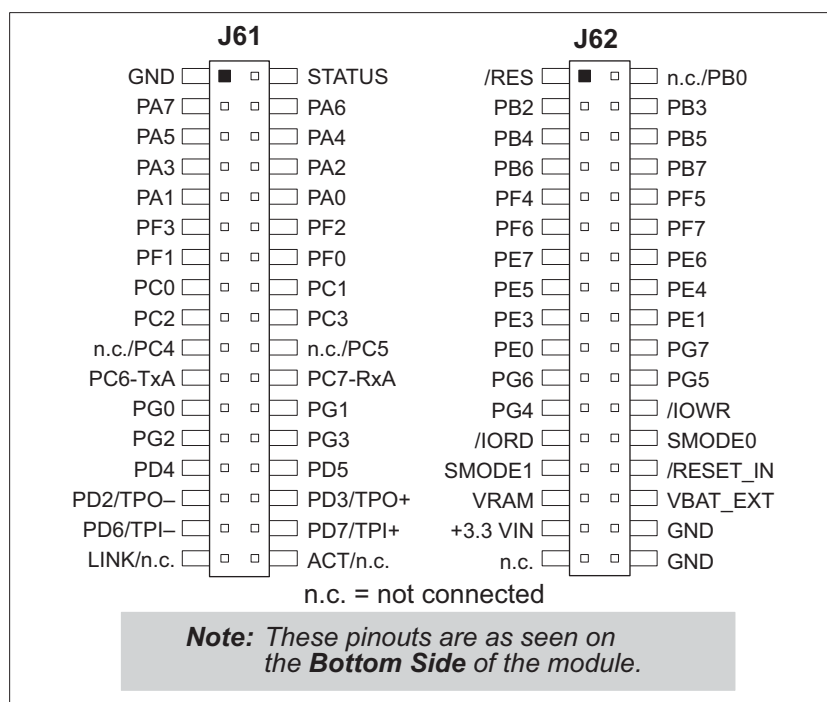 J61
GND STATUS
PA7 PA6
PA5 PA4
PA3 PA2
PA1 PA0
PF3 PF2
PF1 PF0
PC0 PC1
PC2 PC3
n.c./PC4 n.c./PC5
PC6-TxA PC7-RxA
PG0 PG1
PG2 PG3
PD4 PD5
PD2/TPO– PD3/TPO+
PD6/TPI– PD7/TPI+
LINK/n.c. ACT/n.c.
J62
/RES n.c./PB0
PB2 PB3
PB4 PB5
PB6 PB7
PF4 PF5
PF6 PF7
PE7 PE6
PE5 PE4
PE3 PE1
PE0 PG7
PG6 PG5
PG4 /IOWR
/IORD SMODE0
SMODE1 /RESET_IN
VRAM VBAT_EXT
+3.3 VIN GND
n.c. GND
n.c. = not connected
Note: These pinouts are as seen on
the Bottom Side of the module.